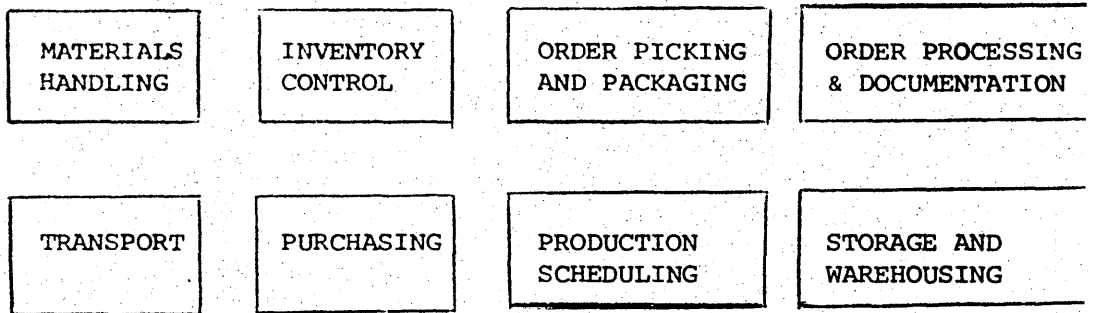 MATERIALS
HANDLING
INVENTORY
CONTROL
ORDER PICKING
AND PACKAGING
ORDER PROCESSING
& DOCUMENTATION
TRANSPORT
PURCHASING
PRODUCTION
SCHEDULING
STORAGE AND
WAREHOUSING